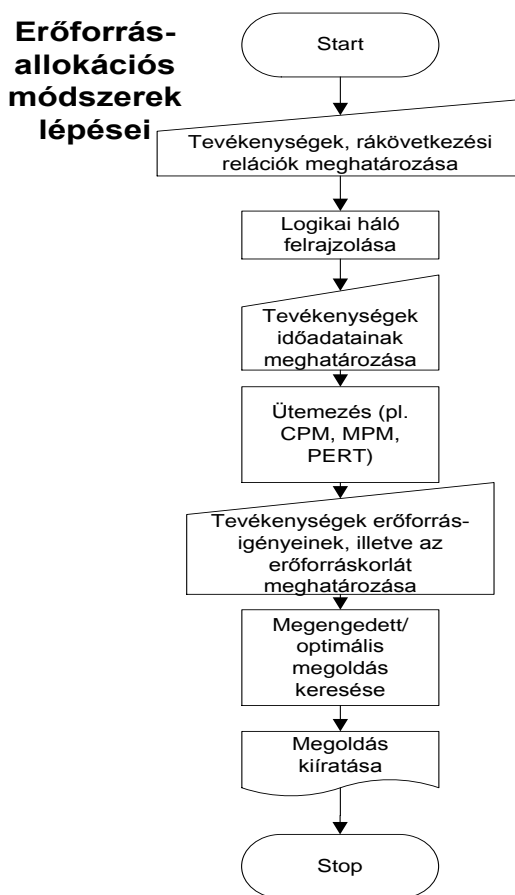 Erőforrás-
allokációs
módszerek
lépései
Start
Tevékenységek, rákövetkezési
relációk meghatározása
Logikai háló
felrajzolása
Tevékenységek
időadatainak
meghatározása
Ütemezés (pl.
CPM, MPM,
PERT)
Tevékenységek erőforrás-
igényeinek, illetve az
erőforráskorlát
meghatározása
Megengedett/
optimális
megoldás
keresése
Megoldás
kiíratása
Stop